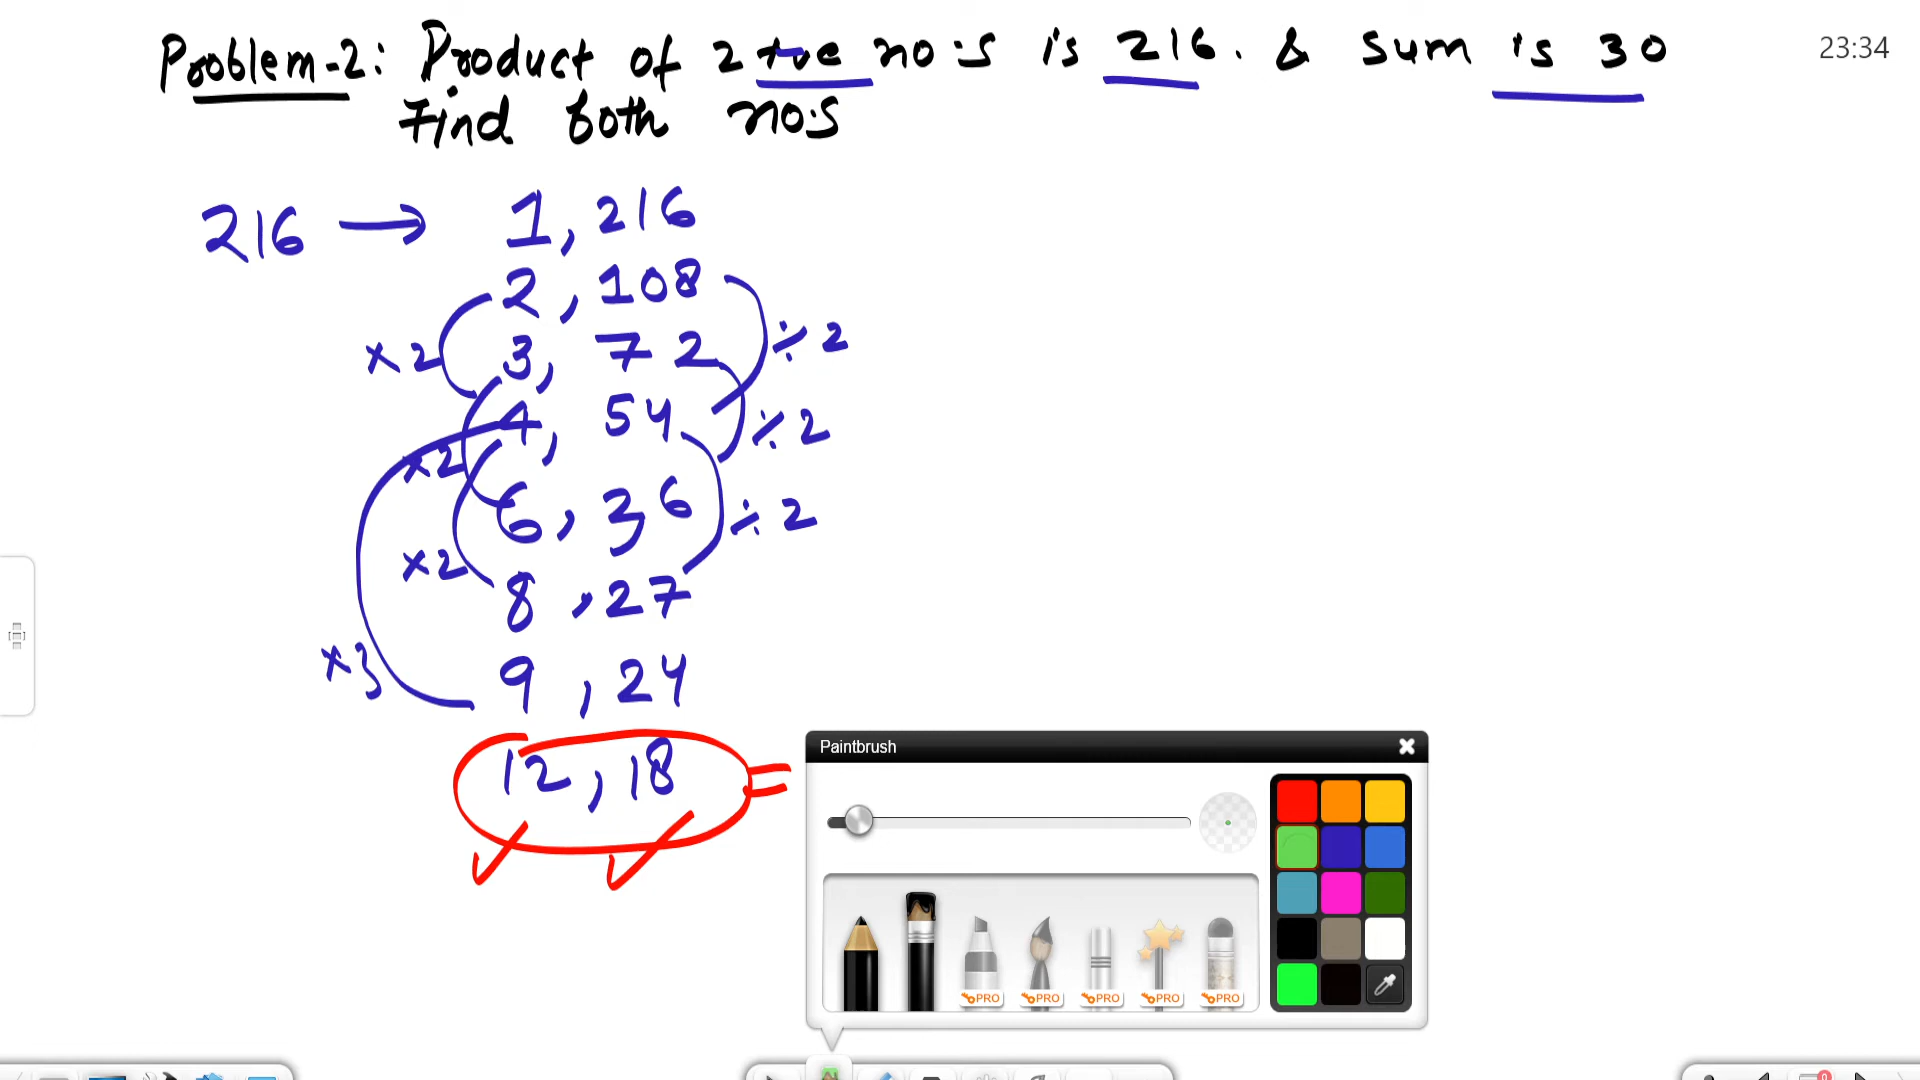 Problem-2: Product of 2 +ve no.s is 216. & sum is 30
23:34
Find both no.s
216 → 1, 216
2, 108
×2 3, 72 ÷2
4, 54 ÷2
×2
6, 36 ÷2
×2 8, 27
×3 9, 24
12, 18 =
Paintbrush
PRO PRO PRO PRO PRO